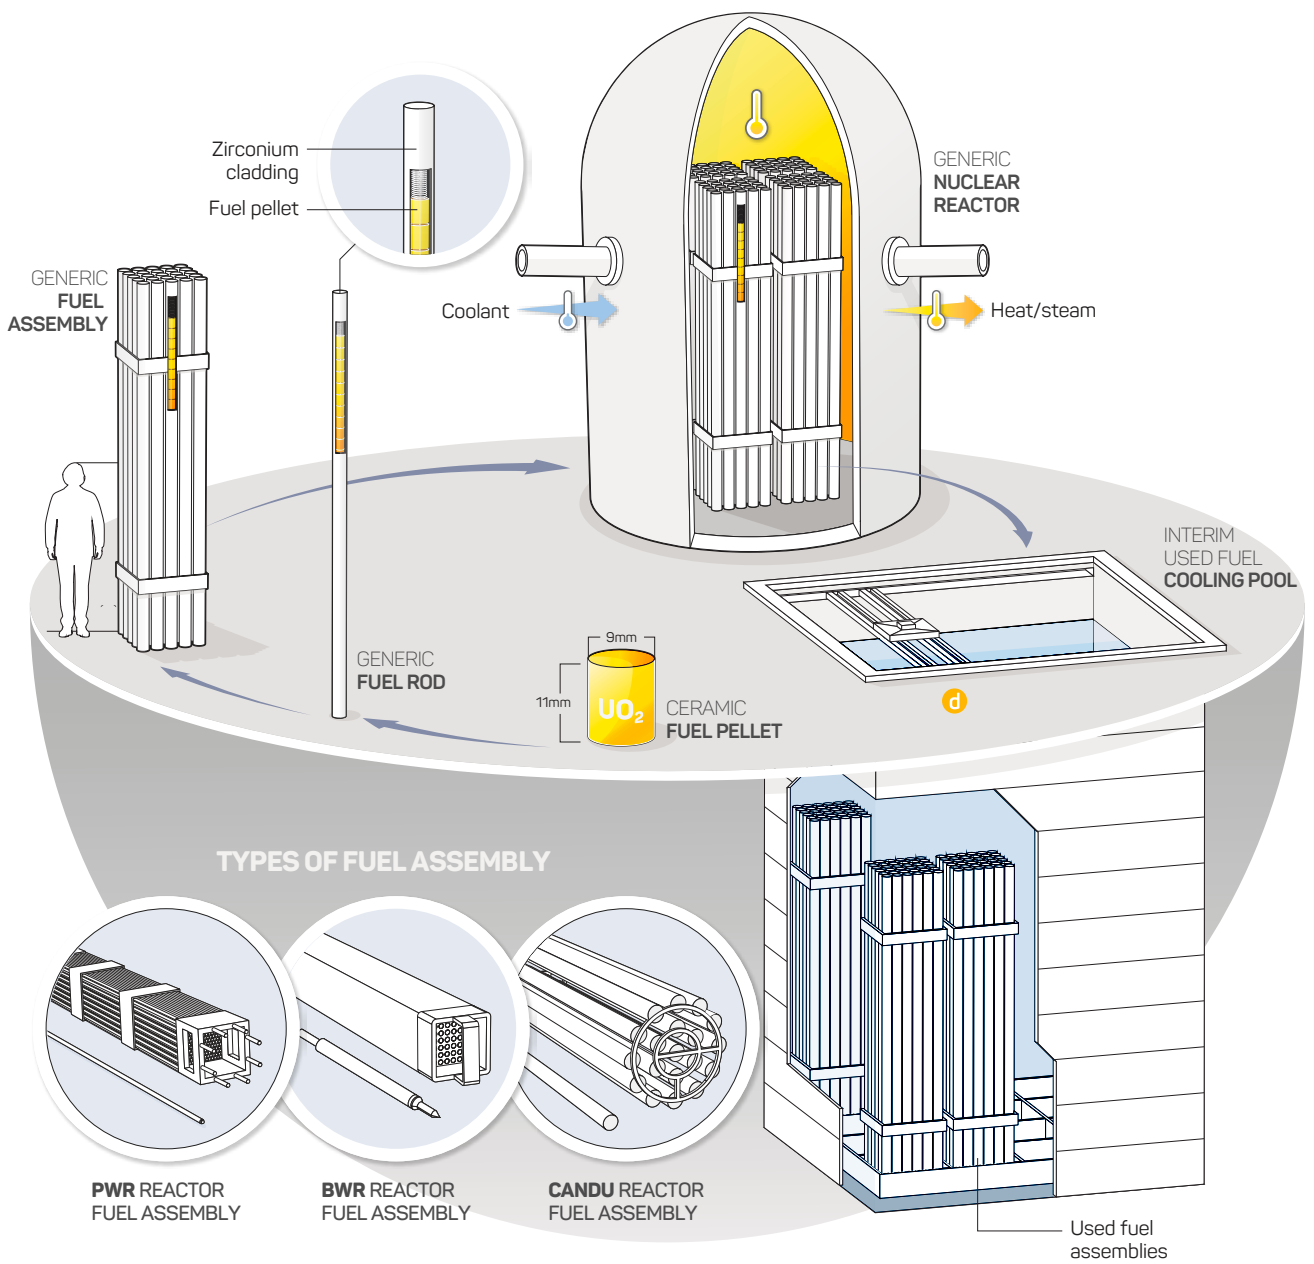 Zirconium
cladding
Fuel pellet
GENERIC
FUEL
ASSEMBLY
GENERIC
NUCLEAR
REACTOR
Coolant
Heat/steam
INTERIM
USED FUEL
COOLING POOL
GENERIC
FUEL ROD
9mm
11mm
UO₂
CERAMIC
FUEL PELLET
d
TYPES OF FUEL ASSEMBLY
PWR REACTOR
FUEL ASSEMBLY
BWR REACTOR
FUEL ASSEMBLY
CANDU REACTOR
FUEL ASSEMBLY
Used fuel
assemblies